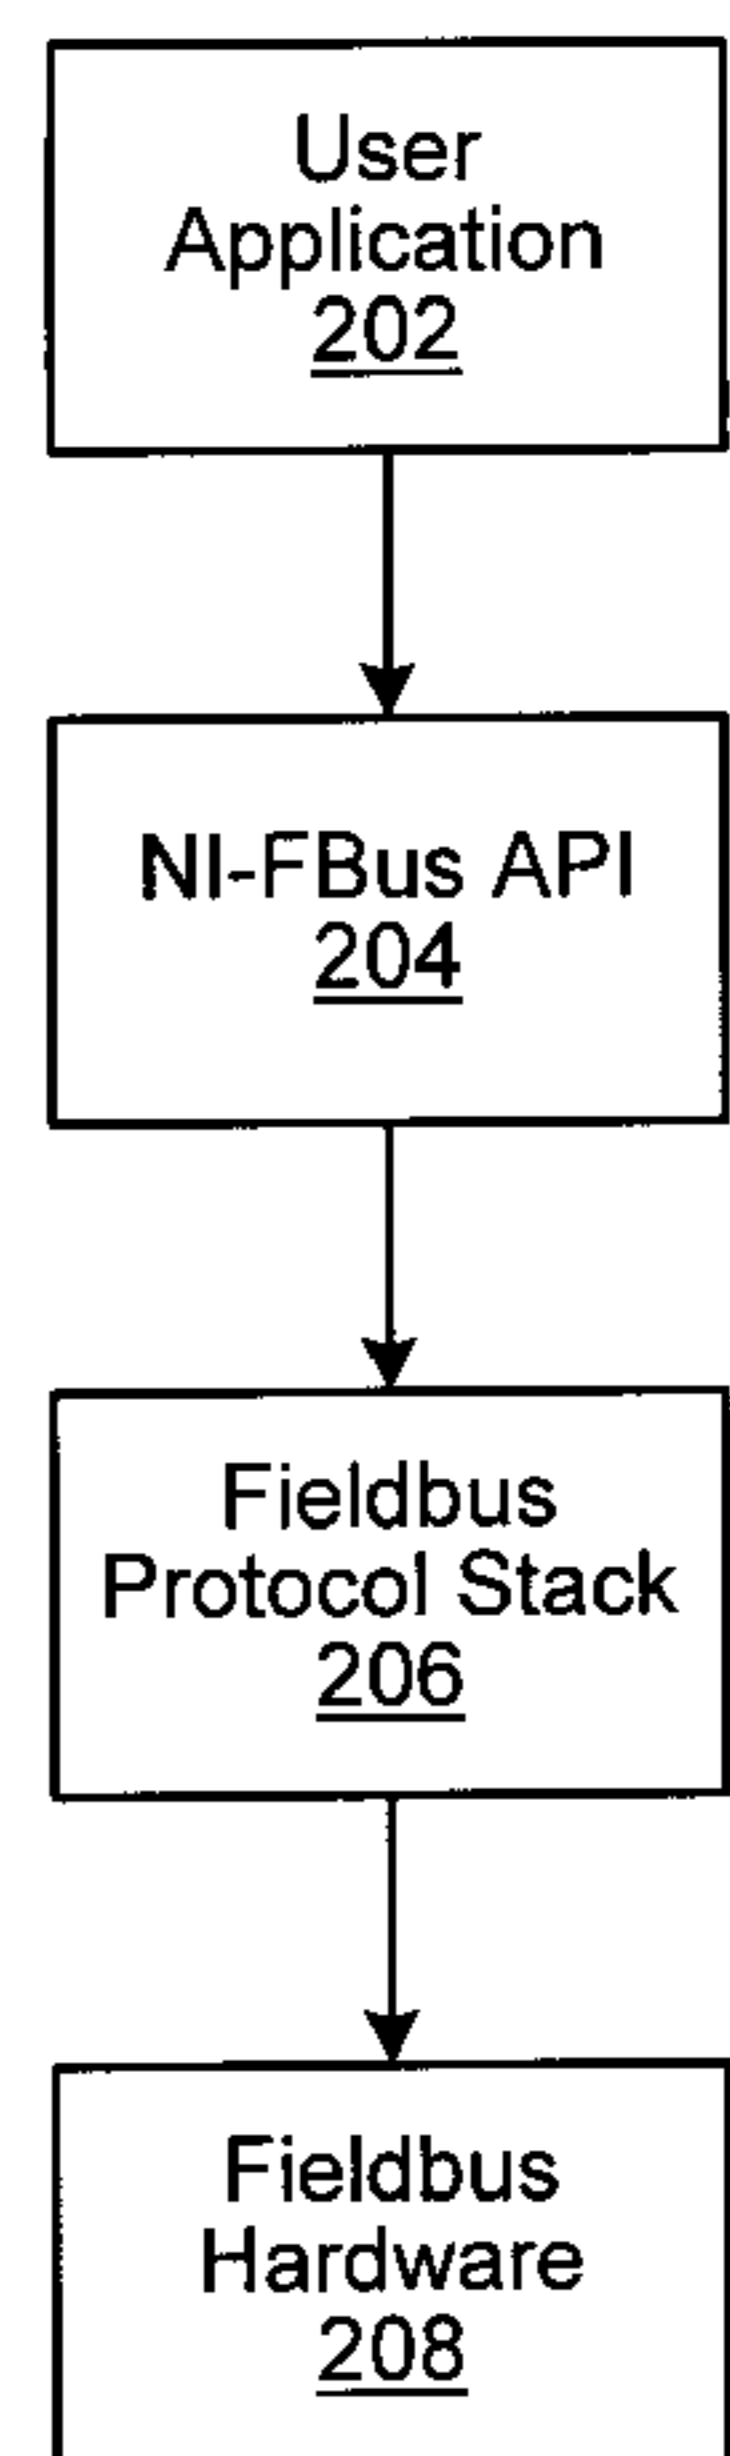 User
Application
202
NI-FBus API
204
Fieldbus
Protocol Stack
206
Fieldbus
Hardware
208